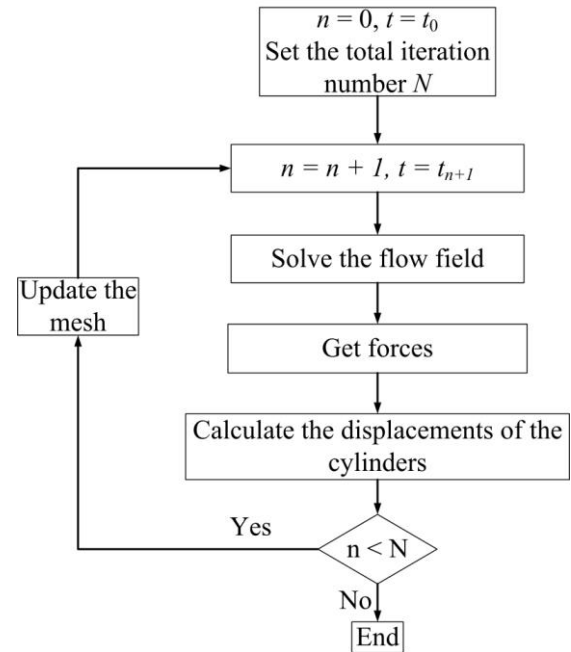 n = 0, t = t₀
Set the total iteration
number N
n = n + 1, t = tₙ₊₁
Solve the flow field
Update the
mesh
Get forces
Calculate the displacements of the
cylinders
Yes
n < N
No
End